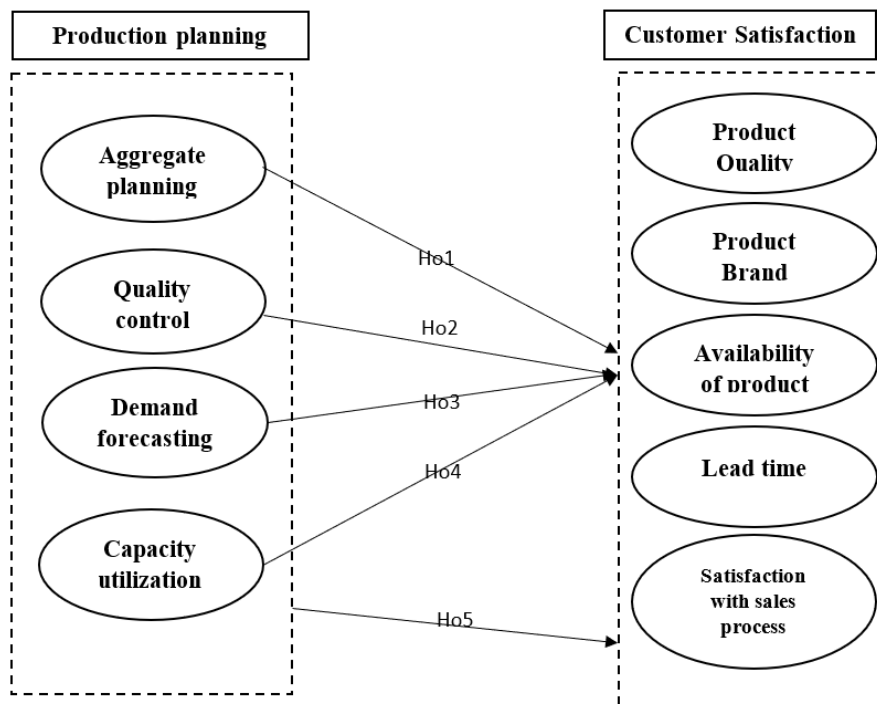 Production planning
Customer Satisfaction
Aggregate
planning
Quality
control
Demand
forecasting
Capacity
utilization
Ho1
Ho2
Ho3
Ho4
Ho5
Product
Quality
Product
Brand
Availability
of product
Lead time
Satisfaction
with sales
process